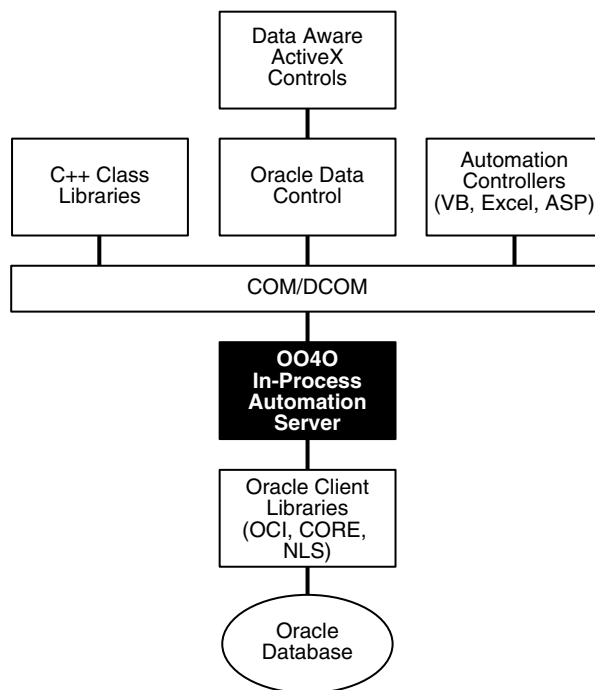 Data Aware
ActiveX
Controls
C++ Class
Libraries
Oracle Data
Control
Automation
Controllers
(VB, Excel, ASP)
COM/DCOM
OO4O
In-Process
Automation
Server
Oracle Client
Libraries
(OCI, CORE,
NLS)
Oracle
Database